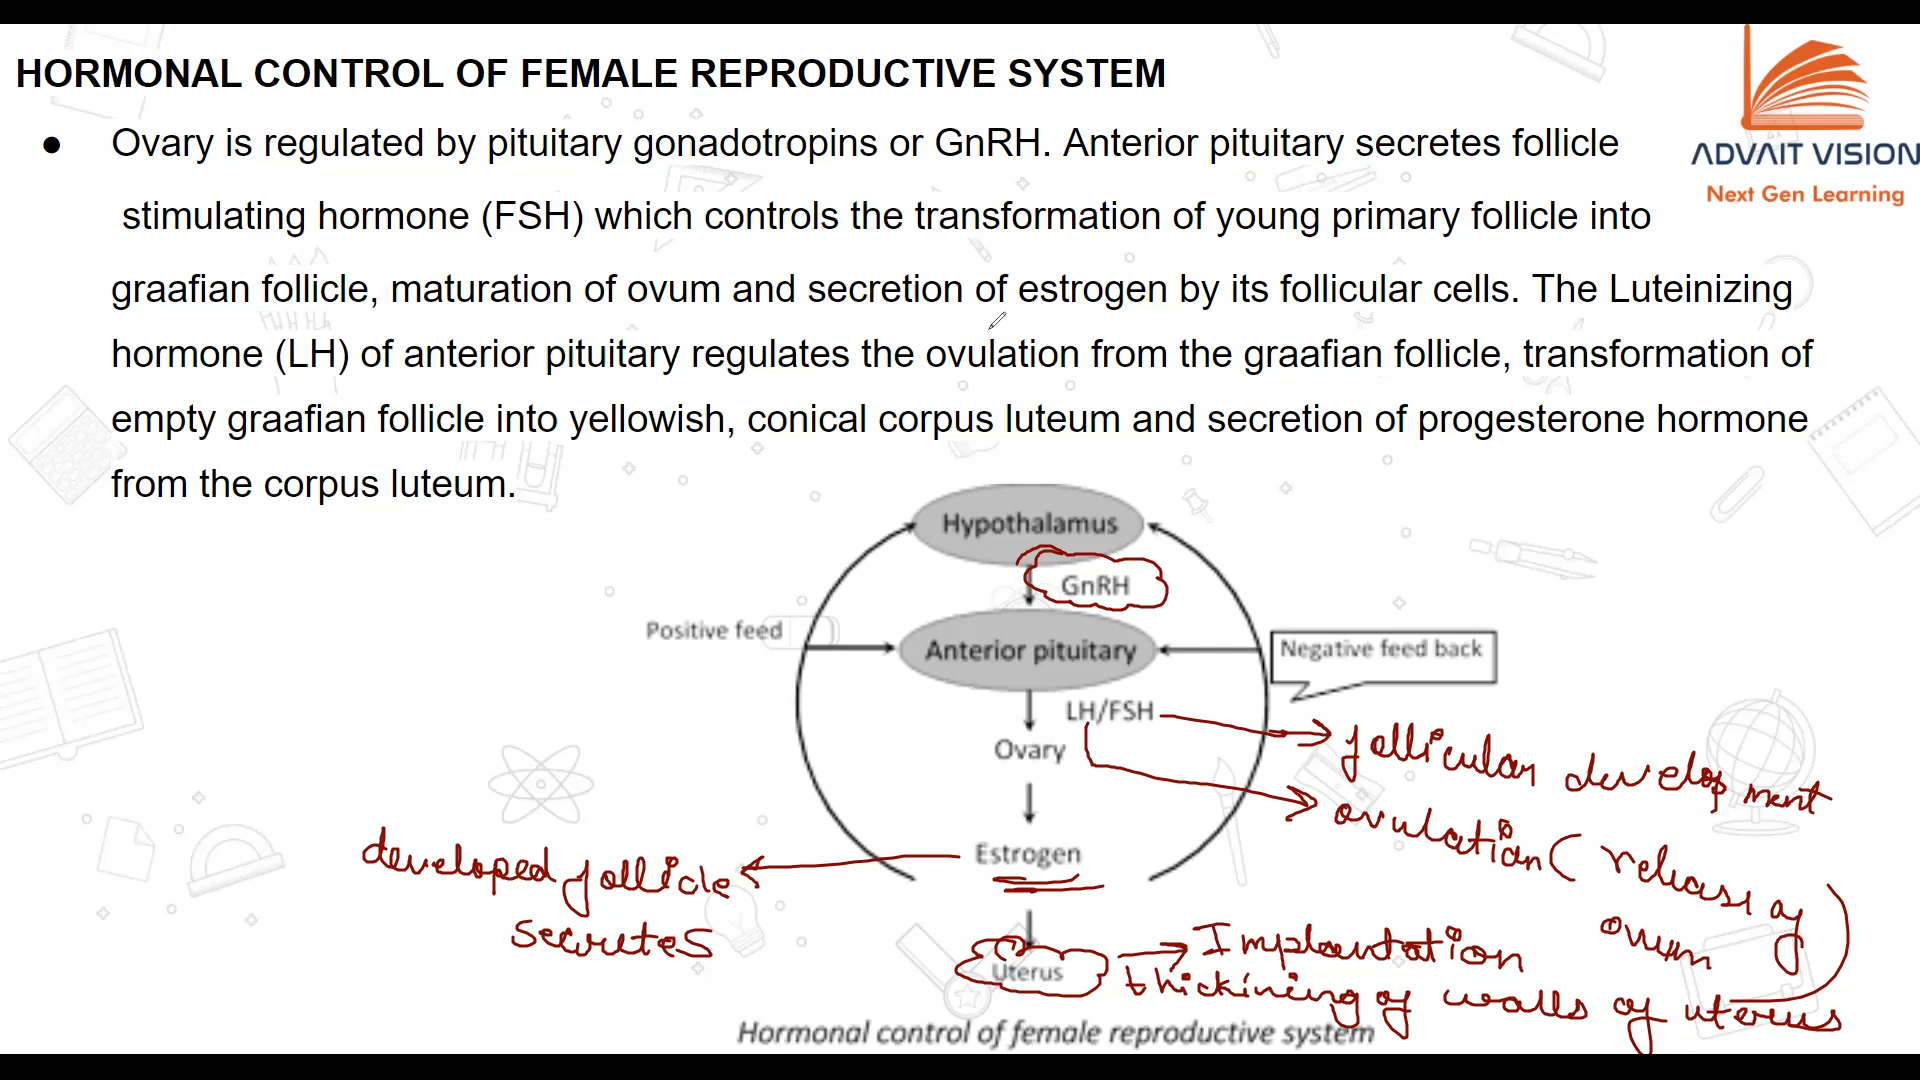 HORMONAL CONTROL OF FEMALE REPRODUCTIVE SYSTEM
ADVAIT VISION
Next Gen Learning
● Ovary is regulated by pituitary gonadotropins or GnRH. Anterior pituitary secretes follicle
stimulating hormone (FSH) which controls the transformation of young primary follicle into
graafian follicle, maturation of ovum and secretion of estrogen by its follicular cells. The Luteinizing
hormone (LH) of anterior pituitary regulates the ovulation from the graafian follicle, transformation of
empty graafian follicle into yellowish, conical corpus luteum and secretion of progesterone hormone
from the corpus luteum.
Hypothalamus
GnRH
Positive feed
Anterior pituitary
Negative feed back
LH/FSH
follicular development
Ovary
ovulation (release of
ovum)
Estrogen
developed follicle
secretes
Uterus
Implantation
thickining of walls of uterus
Hormonal control of female reproductive system